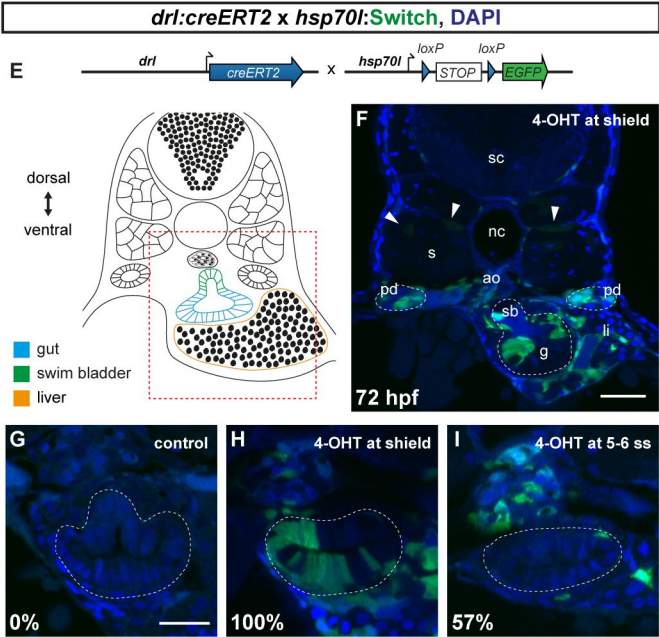 drl:creERT2 x hsp70l:Switch, DAPI
E
drl
creERT2
x
hsp70l
loxP
STOP
loxP
EGFP
dorsal
ventral
gut
swim bladder
liver
F
4-OHT at shield
sc
nc
s
ao
pd
pd
sb
li
g
72 hpf
G
control
0%
H
4-OHT at shield
100%
I
4-OHT at 5-6 ss
57%